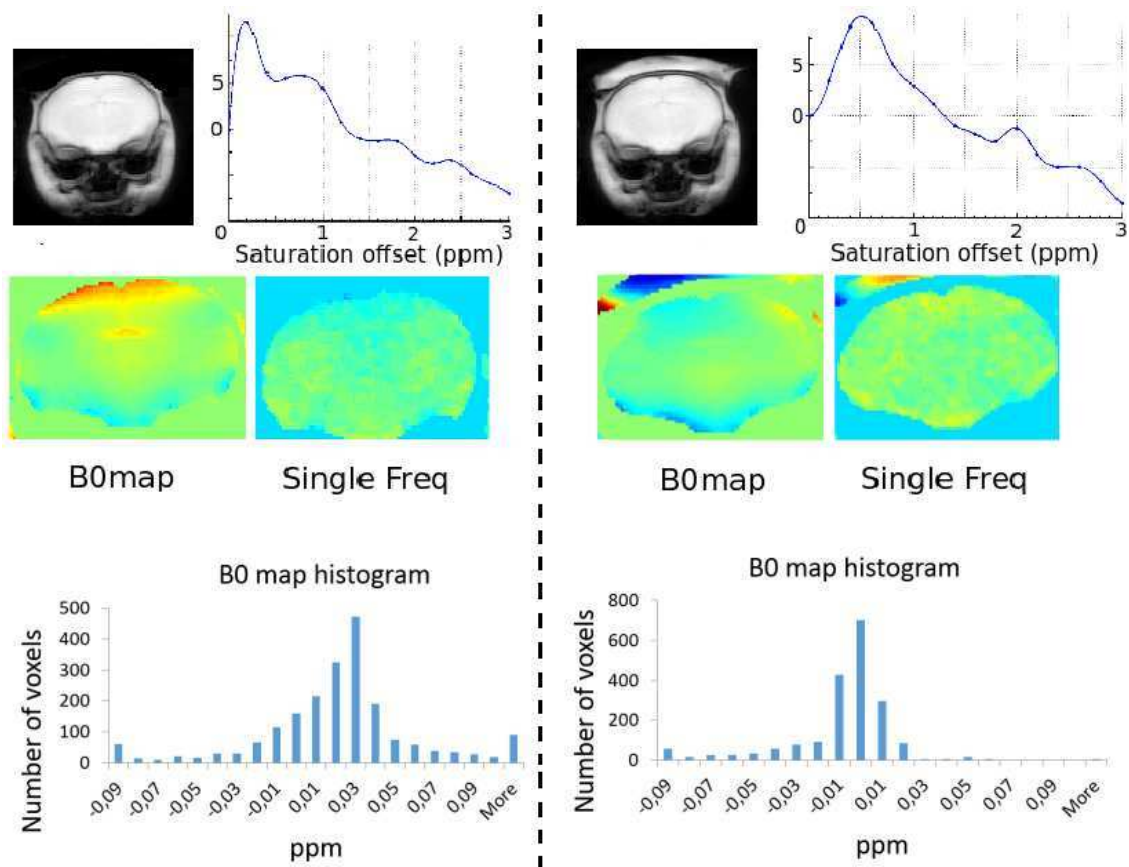 5
0
0 1 2 3
Saturation offset (ppm)
B0map Single Freq
B0 map histogram
Number of voxels
500
400
300
200
100
0
-0,09 -0,07 -0,05 -0,03 -0,01 0,01 0,03 0,05 0,07 0,09 More
ppm
5
0
0
0 1 2 3
Saturation offset (ppm)
B0map Single Freq
B0 map histogram
Number of voxels
800
600
400
200
0
-0,09 -0,07 -0,05 -0,03 -0,01 0,01 0,03 0,05 0,07 0,09 More
ppm